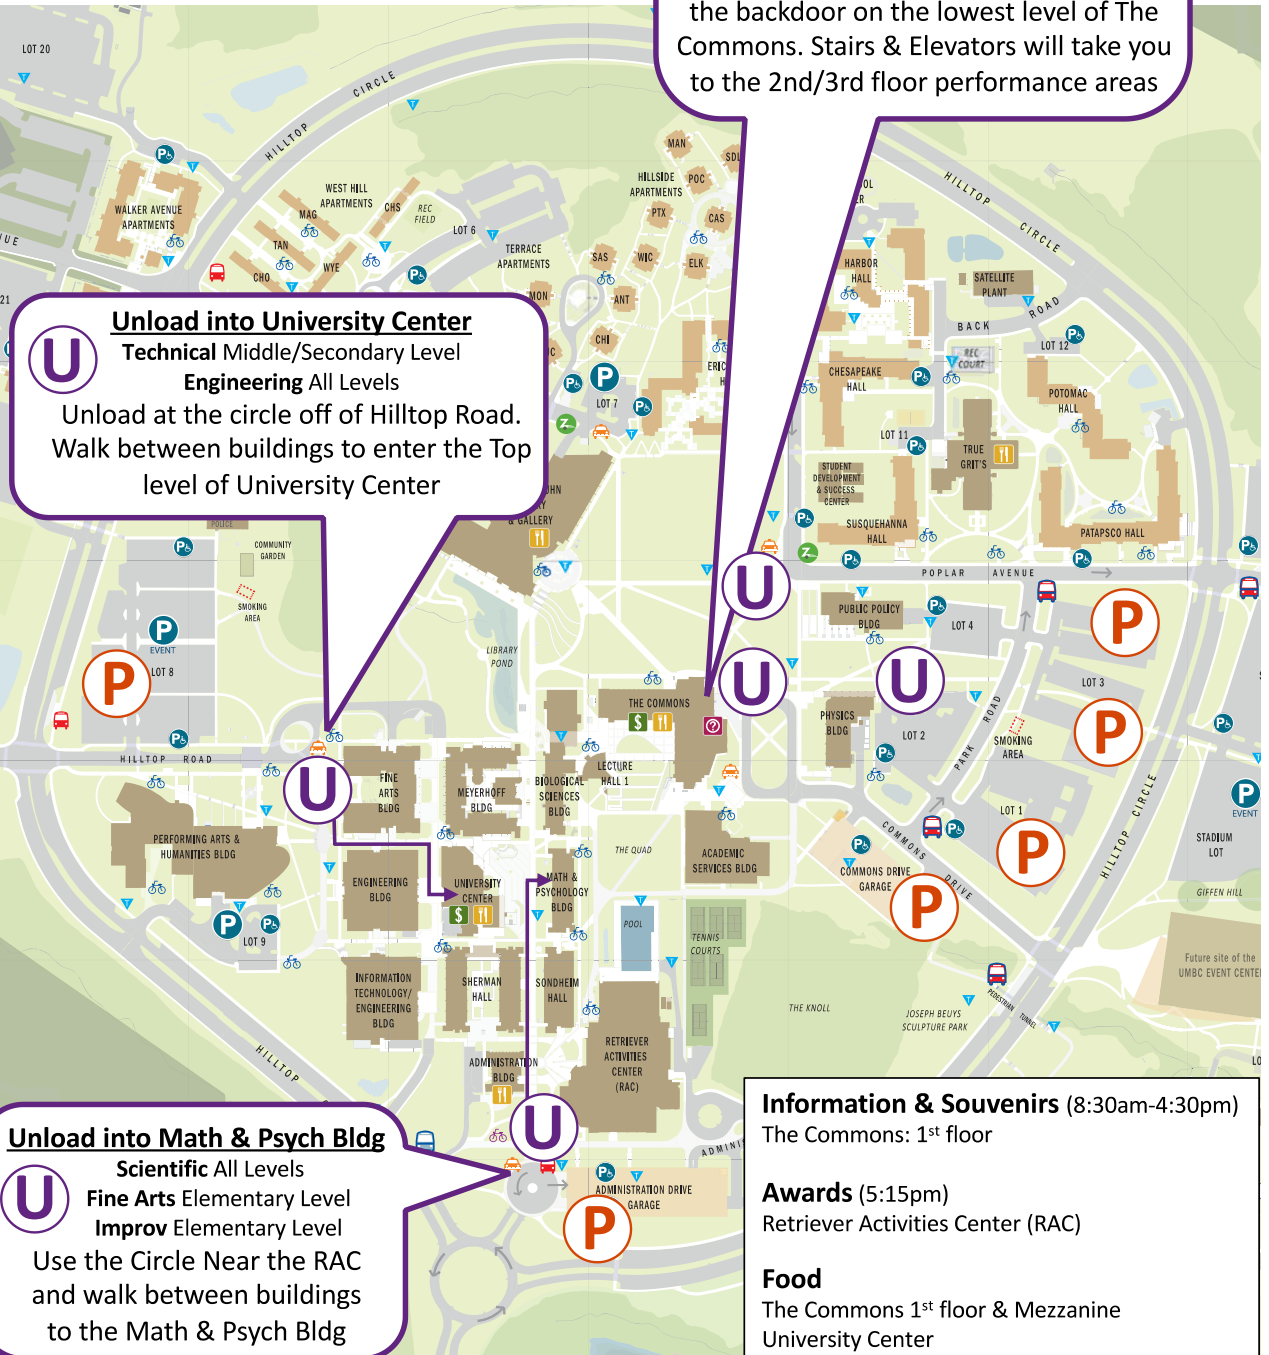 the backdoor on the lowest level of The
Commons. Stairs & Elevators will take you
to the 2nd/3rd floor performance areas
LOT 20
HILLTOP CIRCLE
WALKER AVENUE
APARTMENTS
WEST HILL
APARTMENTS
MAG
CHS
REC
FIELD
TAN
WYE
CHO
LOT 6
TERRACE
APARTMENTS
HILLSIDE
APARTMENTS
MAN
POC
PTX
CAS
SAS
WIC
ELK
MON
ANT
CHI
LOT 7
21
HARBOR
HALL
HILLTOP CIRCLE
SATELLITE
PLANT
BACK ROAD
REC
COURT
LOT 12
CHESAPEAKE
HALL
POTOMAC
HALL
LOT 11
TRUE
GRIT'S
STUDENT
DEVELOPMENT
& SUCCESS
CENTER
SUSQUEHANNA
HALL
PATAPSCO HALL
Unload into University Center
U
Technical Middle/Secondary Level
Engineering All Levels
Unload at the circle off of Hilltop Road.
Walk between buildings to enter the Top
level of University Center
& GALLERY
POLICE
COMMUNITY
GARDEN
SMOKING
AREA
P
EVENT
P
LOT 8
HILLTOP ROAD
LIBRARY
POND
U
POPLAR AVENUE
PUBLIC POLICY
BLDG
LOT 4
P
U
U
LOT 3
THE COMMONS
PHYSICS
BLDG
LOT 2
PARK ROAD
SMOKING
AREA
P
LECTURE
HALL 1
U
FINE
ARTS
BLDG
MEYERHOFF
BLDG
BIOLOGICAL
SCIENCES
BLDG
P
EVENT
STADIUM
LOT
LOT 1
HILLTOP CIRCLE
P
COMMONS DRIVE
PERFORMING ARTS &
HUMANITIES BLDG
THE QUAD
ACADEMIC
SERVICES BLDG
COMMONS DRIVE
GARAGE
P
GIFFEN HILL
ENGINEERING
BLDG
UNIVERSITY
CENTER
MATH &
PSYCHOLOGY
BLDG
P
LOT 9
POOL
TENNIS
COURTS
Future site of the
UMBC EVENT CENTER
INFORMATION
TECHNOLOGY/
ENGINEERING
BLDG
SHERMAN
HALL
SONDHEIM
HALL
THE KNOLL
JOSEPH BEUYS
SCULPTURE PARK
PEDESTRIAN TUNNEL
RETRIEVER
ACTIVITIES
CENTER
(RAC)
ADMINISTRATION
BLDG
HILLTOP
U
ADMINISTRATION DRIVE
GARAGE
P
Unload into Math & Psych Bldg
U
Scientific All Levels
Fine Arts Elementary Level
Improv Elementary Level
Use the Circle Near the RAC
and walk between buildings
to the Math & Psych Bldg
Information & Souvenirs (8:30am-4:30pm)
The Commons: 1st floor
Awards (5:15pm)
Retriever Activities Center (RAC)
Food
The Commons 1st floor & Mezzanine
University Center